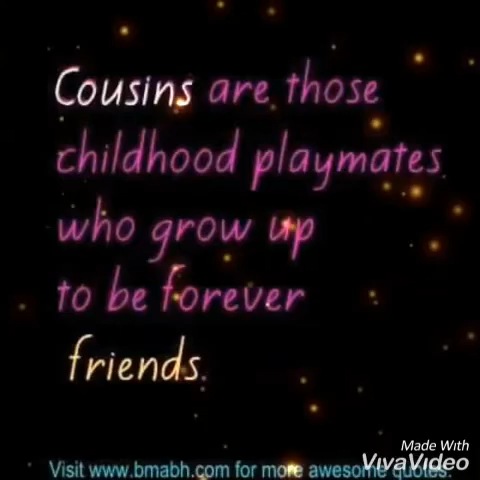 Cousins are those
childhood playmates
who grow up
to be forever
friends.
Made With
VivaVideo
Visit www.bmabh.com for more awesome quotes.